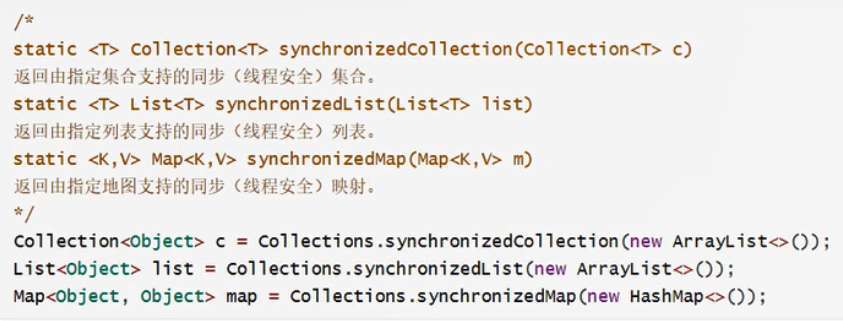 /*
static <T> Collection<T> synchronizedCollection(Collection<T> c)
返回由指定集合支持的同步（线程安全）集合。
static <T> List<T> synchronizedList(List<T> list)
返回由指定列表支持的同步（线程安全）列表。
static <K,V> Map<K,V> synchronizedMap(Map<K,V> m)
返回由指定地图支持的同步（线程安全）映射。
*/
Collection<Object> c = Collections.synchronizedCollection(new ArrayList<>());
List<Object> list = Collections.synchronizedList(new ArrayList<>());
Map<Object, Object> map = Collections.synchronizedMap(new HashMap<>());